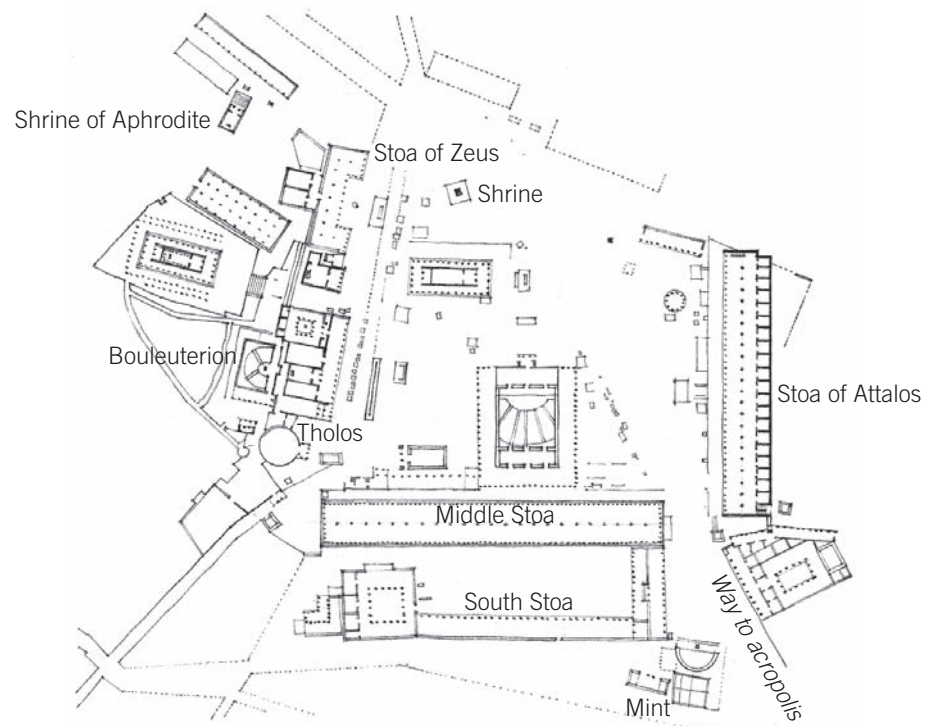 Shrine of Aphrodite
Stoa of Zeus
Shrine
Bouleuterion
Stoa of Attalos
Tholos
Middle Stoa
South Stoa
Way to acropolis
Mint